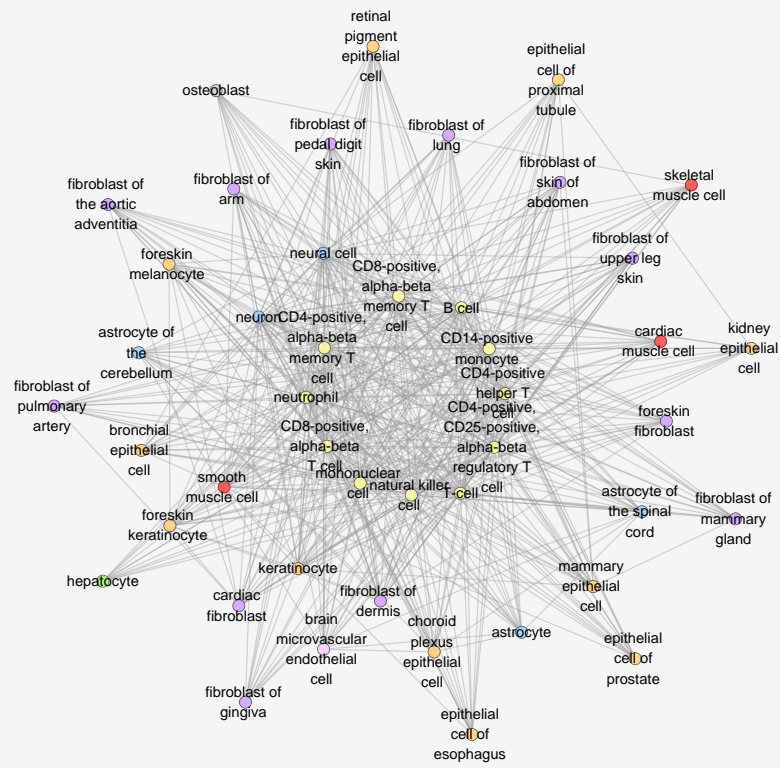 retinal
pigment
epithelial
cell
epithelial
cell of
proximal
tubule
osteoblast
fibroblast of
pedal digit
skin
fibroblast of
lung
fibroblast of
skin of
abdomen
skeletal
muscle cell
fibroblast of
the aortic
adventitia
fibroblast of
arm
fibroblast of
upper leg
skin
foreskin
melanocyte
neural cell
CD8-positive,
alpha-beta
memory T
cell
B cell
neuron
CD4-positive,
alpha-beta
memory T
cell
CD14-positive
monocyte
cardiac
muscle cell
kidney
epithelial
cell
astrocyte of
the
cerebellum
CD4-positive
helper T
cell
fibroblast of
pulmonary
artery
neutrophil
CD4-positive,
CD25-positive,
alpha-beta
regulatory T
cell
foreskin
fibroblast
bronchial
epithelial
cell
CD8-positive,
alpha-beta
T cell
smooth
muscle cell
mononuclear
cell
natural killer
cell
T-cell
astrocyte of
the spinal
cord
fibroblast of
mammary
gland
foreskin
keratinocyte
hepatocyte
keratinocyte
cardiac
fibroblast
fibroblast of
dermis
mammary
epithelial
cell
brain
microvascular
endothelial
cell
choroid
plexus
epithelial
cell
astrocyte
epithelial
cell of
prostate
fibroblast of
gingiva
epithelial
cell of
esophagus